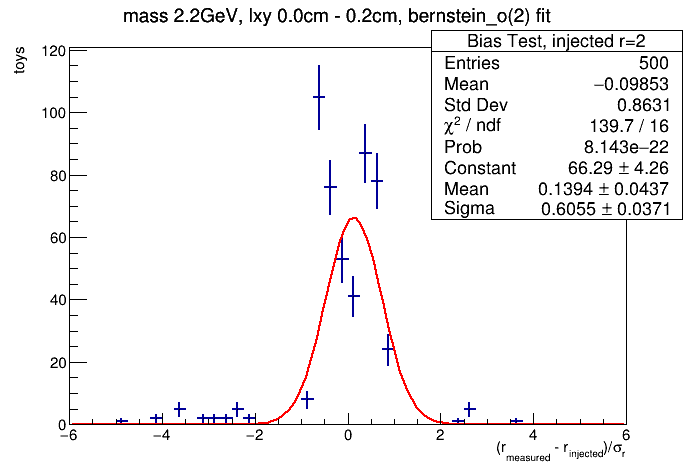 mass 2.2GeV, lxy 0.0cm - 0.2cm, bernstein_o(2) fit
Bias Test, injected r=2
Entries 500
Mean −0.09853
Std Dev 0.8631
χ² / ndf 139.7 / 16
Prob 8.143e−22
Constant 66.29 ± 4.26
Mean 0.1394 ± 0.0437
Sigma 0.6055 ± 0.0371
toys
120
100
80
60
40
20
0
−6 −4 −2 0 2 4 6
(r_measured - r_injected)/σ_r